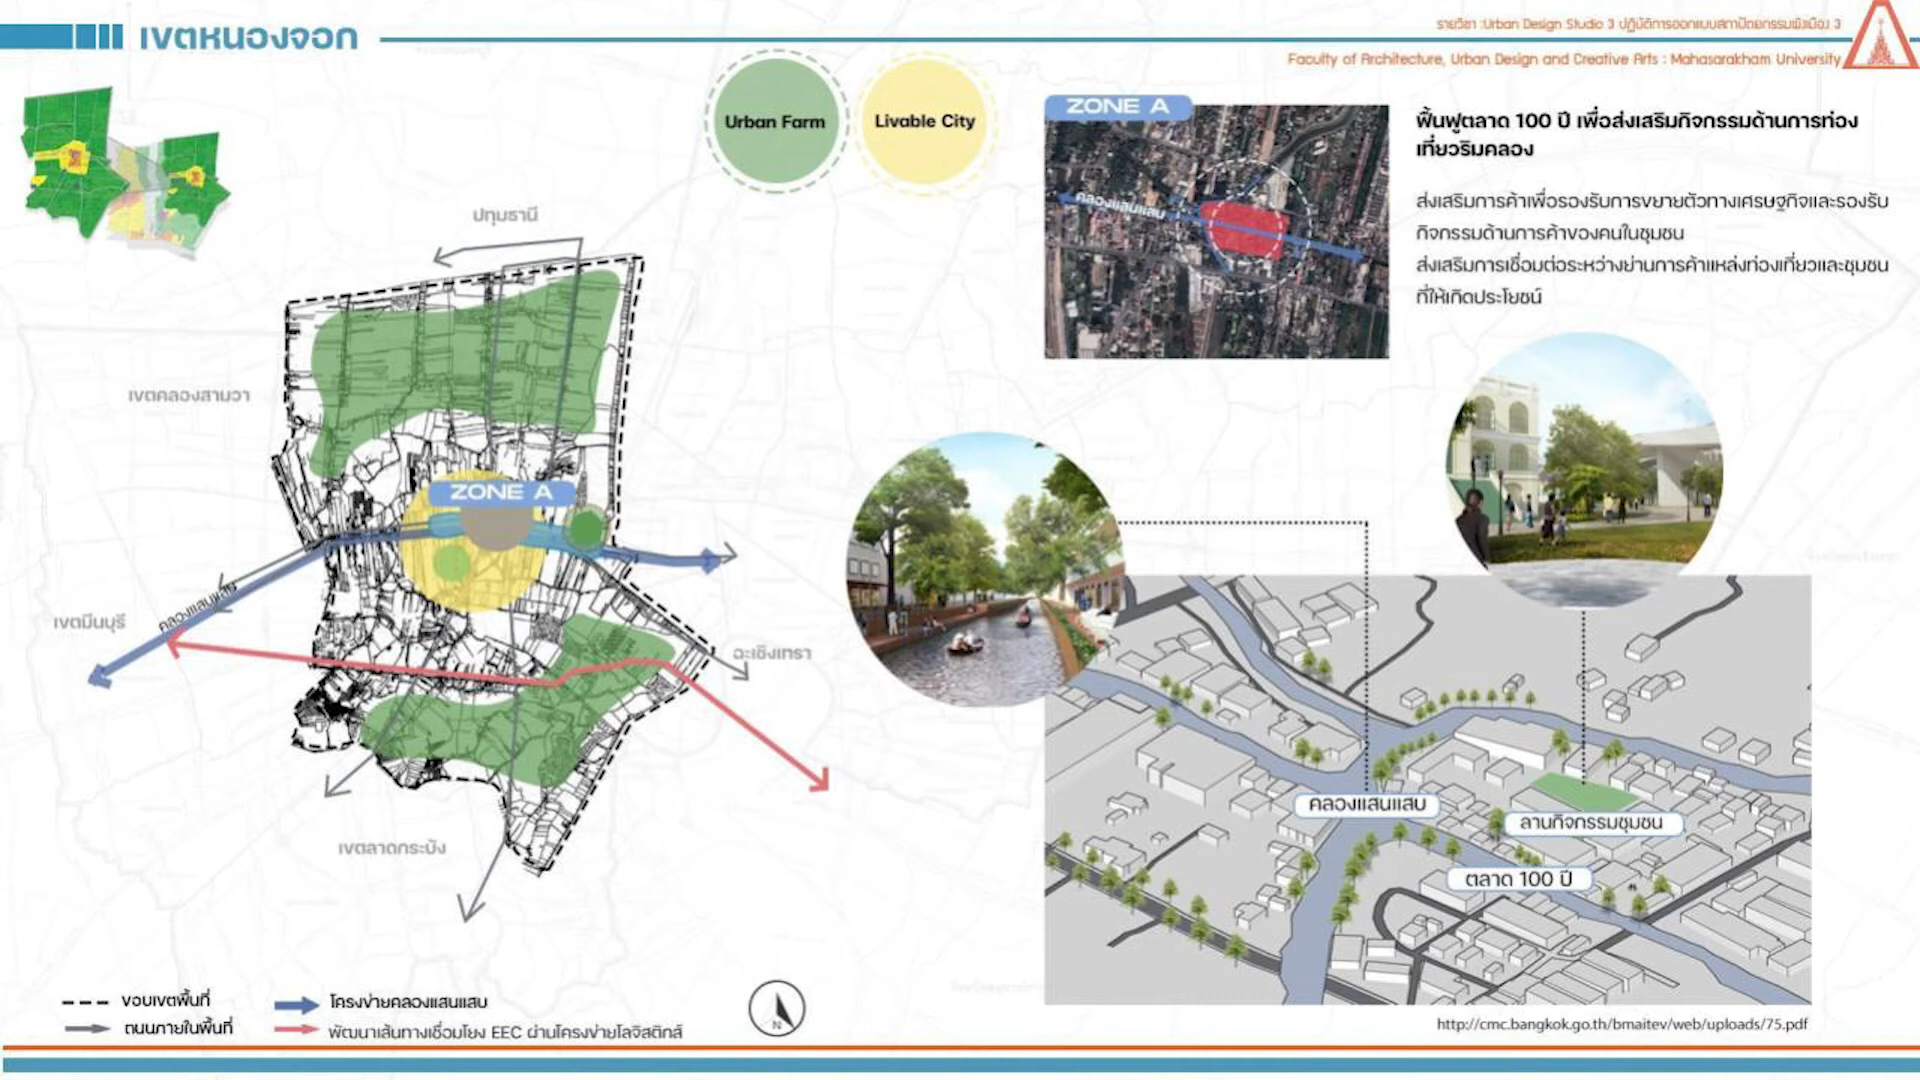 เขตหนองจอก
รายวิชา :Urban Design Studio 3 ปฏิบัติการออกแบบสถาปัตยกรรมผังเมือง 3
Faculty of Architecture, Urban Design and Creative Arts : Mahasarakham University
Urban Farm
Livable City
ZONE A
คลองแสนแสบ
ฟื้นฟูตลาด 100 ปี เพื่อส่งเสริมกิจกรรมด้านการท่อง
เที่ยวริมคลอง
ส่งเสริมการค้าเพื่อรองรับการขยายตัวทางเศรษฐกิจและรองรับ
กิจกรรมด้านการค้าของคนในชุมชน
ส่งเสริมการเชื่อมต่อระหว่างย่านการค้าแหล่งท่องเที่ยวและชุมชน
ที่ให้เกิดประโยชน์
ปทุมธานี
เขตคลองสามวา
ZONE A
เขตมีนบุรี
คลองแสนแสบ
ฉะเชิงเทรา
เขตลาดกระบัง
คลองแสนแสบ
ลานกิจกรรมชุมชน
ตลาด 100 ปี
ขอบเขตพื้นที่
ถนนภายในพื้นที่
โครงข่ายคลองแสนแสบ
พัฒนาเส้นทางเชื่อมโยง EEC ผ่านโครงข่ายโลจิสติกส์
N
http://cmc.bangkok.go.th/bmaitev/web/uploads/75.pdf